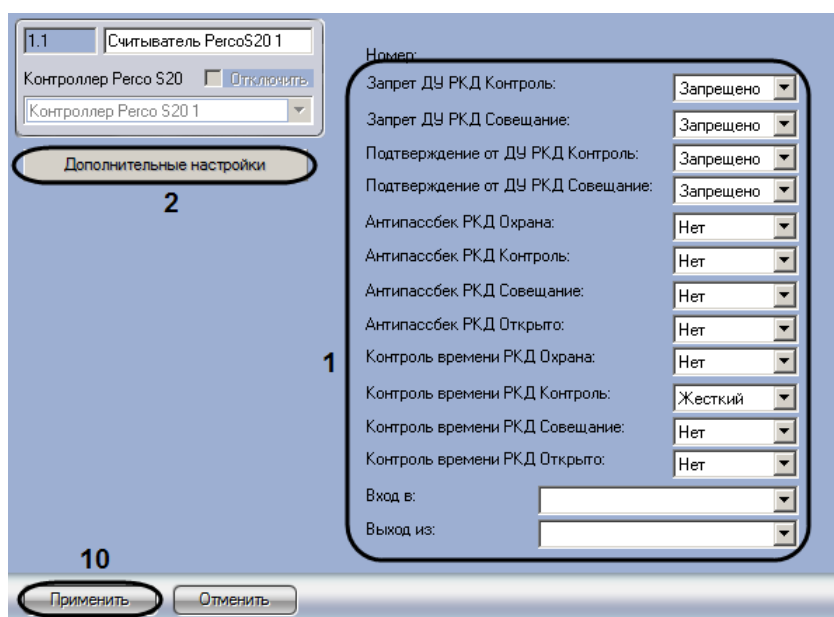 1.1 Считыватель PercoS20 1
Контроллер Perco S20 Отключить
Контроллер Perco S20 1
Дополнительные настройки
2
Номер:
Запрет ДУ РКД Контроль: Запрещено
Запрет ДУ РКД Совещание: Запрещено
Подтверждение от ДУ РКД Контроль: Запрещено
Подтверждение от ДУ РКД Совещание: Запрещено
Антипассбек РКД Охрана: Нет
Антипассбек РКД Контроль: Нет
Антипассбек РКД Совещание: Нет
Антипассбек РКД Открыто: Нет
1
Контроль времени РКД Охрана: Нет
Контроль времени РКД Контроль: Жесткий
Контроль времени РКД Совещание: Нет
Контроль времени РКД Открыто: Нет
Вход в:
Выход из:
10
Применить Отменить